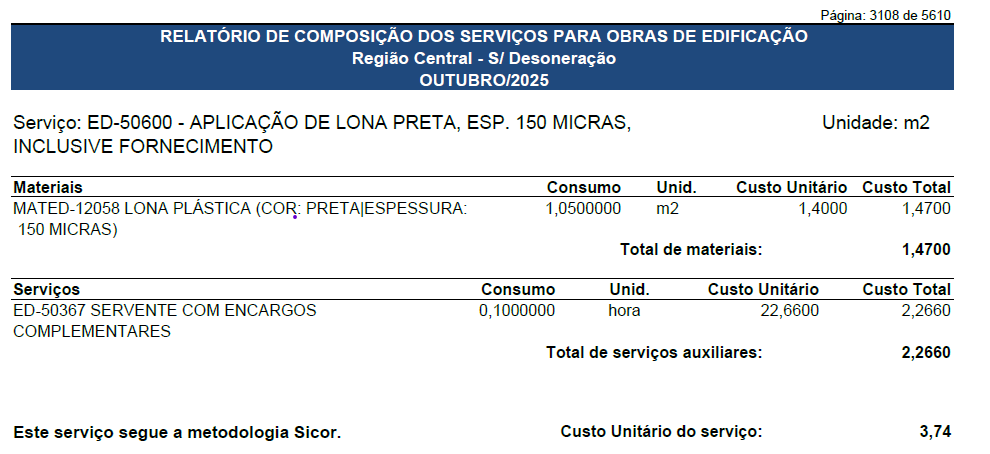 Página: 3108 de 5610
RELATÓRIO DE COMPOSIÇÃO DOS SERVIÇOS PARA OBRAS DE EDIFICAÇÃO
Região Central - S/ Desoneração
OUTUBRO/2025
Serviço: ED-50600 - APLICAÇÃO DE LONA PRETA, ESP. 150 MICRAS, Unidade: m2
INCLUSIVE FORNECIMENTO
Materiais Consumo Unid. Custo Unitário Custo Total
MATED-12058 LONA PLÁSTICA (COR: PRETA|ESPESSURA: 1,0500000 m2 1,4000 1,4700
150 MICRAS)
Total de materiais: 1,4700
Serviços Consumo Unid. Custo Unitário Custo Total
ED-50367 SERVENTE COM ENCARGOS 0,1000000 hora 22,6600 2,2660
COMPLEMENTARES
Total de serviços auxiliares: 2,2660
Este serviço segue a metodologia Sicor. Custo Unitário do serviço: 3,74